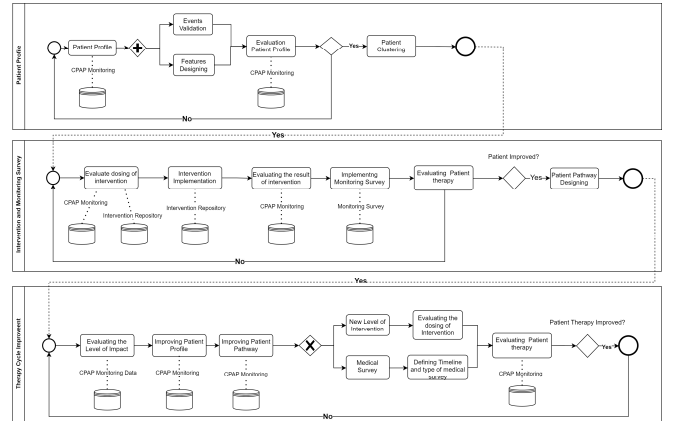 Patient Profile
Patient Profile
Events
Validation
Features
Designing
Evaluation
Patient Profile
Yes
Patient
Clustering
CPAP Monitoring
CPAP Monitoring
No
Yes
Intervention and Monitoring Survey
Evaluate dosing of
intervention
Intervention
Implementation
Evaluating the result
of intervention
Implementng
Monitoring Survey
Evaluating Patient
therapy
Patient Improved?
Yes
Patient Pathway
Designing
CPAP Monitoring
Intervention Repository
Intervention Repository
CPAP Monitoring
Monitoring Survey
No
Yes
Therapy Cycle Improveent
Evaluating the
Level of Impact
Improving Patient
Profile
Improving Patient
Pathway
New Level of
Intervention
Evaluating the
dosing of
Intervention
Medical
Survey
Defining Timeline
and type of medical
survey
Evaluating Patient
therapy
Patient Therapy Improved?
Yes
CPAP Monitoring Data
CPAP Monitoring
CPAP Monitoring
CPAP Monitoring
No